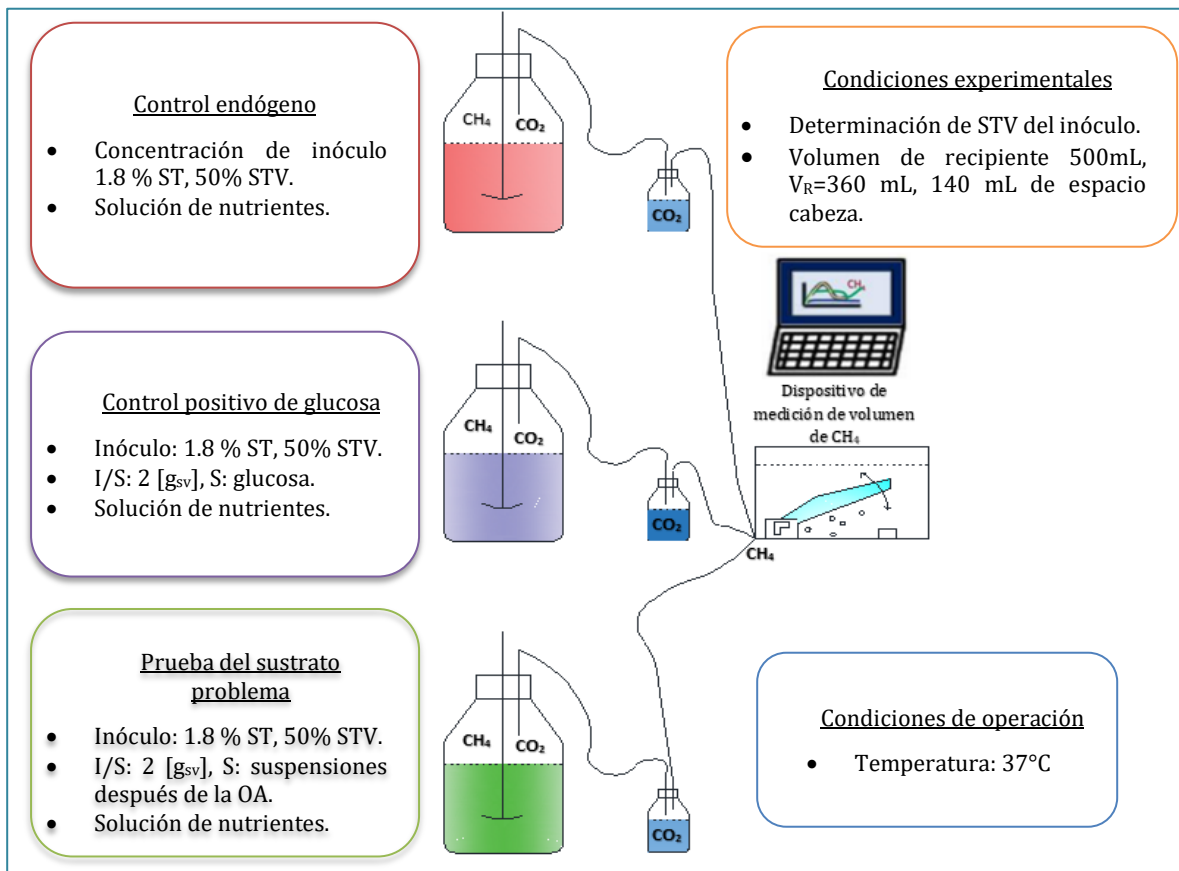 Control endógeno
• Concentración de inóculo
1.8 % ST, 50% STV.
• Solución de nutrientes.
CH₄
CO₂
CO₂
Condiciones experimentales
• Determinación de STV del inóculo.
• Volumen de recipiente 500mL,
V_R=360 mL, 140 mL de espacio
cabeza.
CH₄
Dispositivo de
medición de volumen
de CH₄
Control positivo de glucosa
• Inóculo: 1.8 % ST, 50% STV.
• I/S: 2 [g_sv], S: glucosa.
• Solución de nutrientes.
CH₄
CO₂
CO₂
CH₄
Prueba del sustrato
problema
• Inóculo: 1.8 % ST, 50% STV.
• I/S: 2 [g_sv], S: suspensiones
después de la OA.
• Solución de nutrientes.
CH₄
CO₂
CO₂
Condiciones de operación
• Temperatura: 37°C